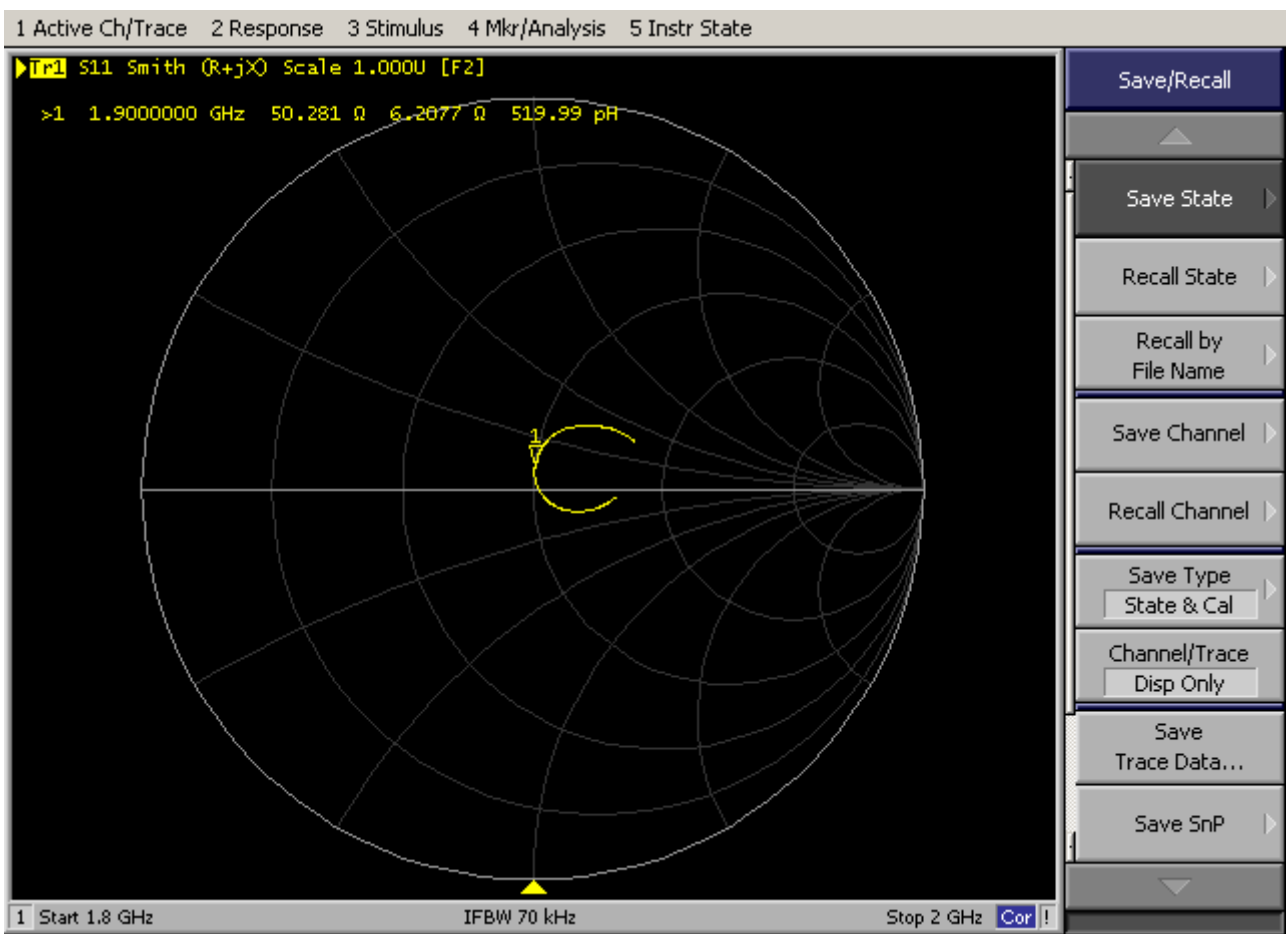 1 Active Ch/Trace 2 Response 3 Stimulus 4 Mkr/Analysis 5 Instr State
Tr1 S11 Smith (R+jX) Scale 1.000U [F2]
>1 1.9000000 GHz 50.281 Ω 6.2077 Ω 519.99 pH
1
Save/Recall
Save State
Recall State
Recall by
File Name
Save Channel
Recall Channel
Save Type
State & Cal
Channel/Trace
Disp Only
Save
Trace Data...
Save SnP
1 Start 1.8 GHz IFBW 70 kHz Stop 2 GHz Cor !